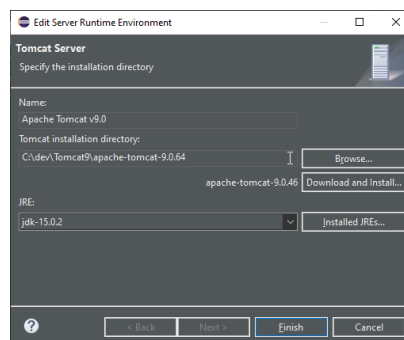 Edit Server Runtime Environment
Tomcat Server
Specify the installation directory
Name:
Apache Tomcat v9.0
Tomcat installation directory:
C:\dev\Tomcat9\apache-tomcat-9.0.64
Browse...
apache-tomcat-9.0.46 Download and Install...
JRE:
jdk-15.0.2
Installed JREs...
? < Back Next > Finish Cancel